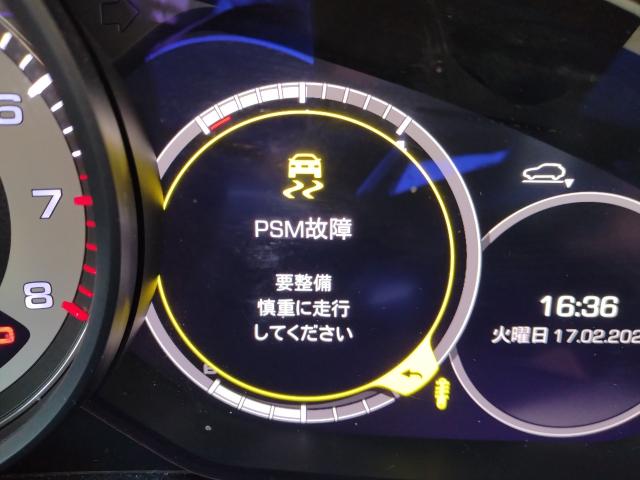 6
7
8
PSM故障
要整備
慎重に走行
してください
16:36
火曜日 17.02.202